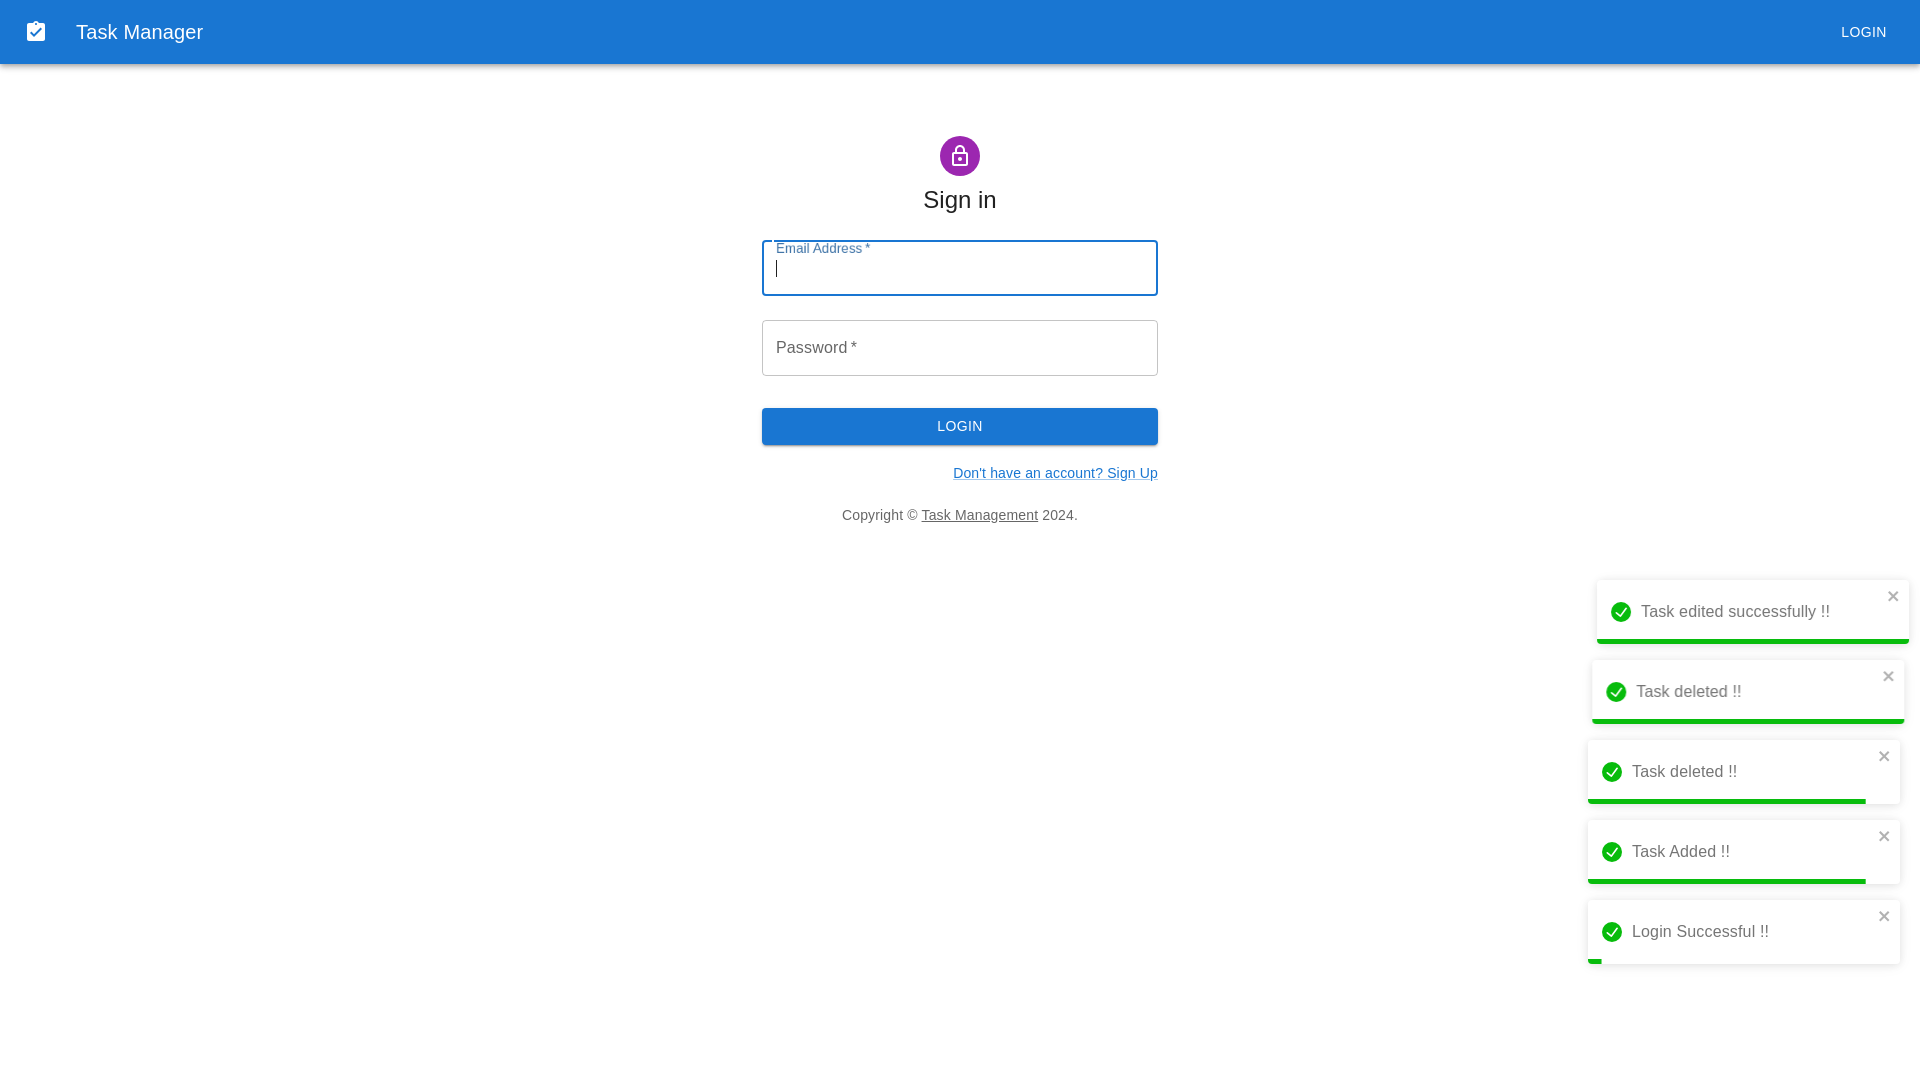 Task Manager
LOGIN
Sign in
Email Address *
Password *
LOGIN
Don't have an account? Sign Up
Copyright © Task Management 2024.
Task edited successfully !!
Task deleted !!
Task deleted !!
Task Added !!
Login Successful !!